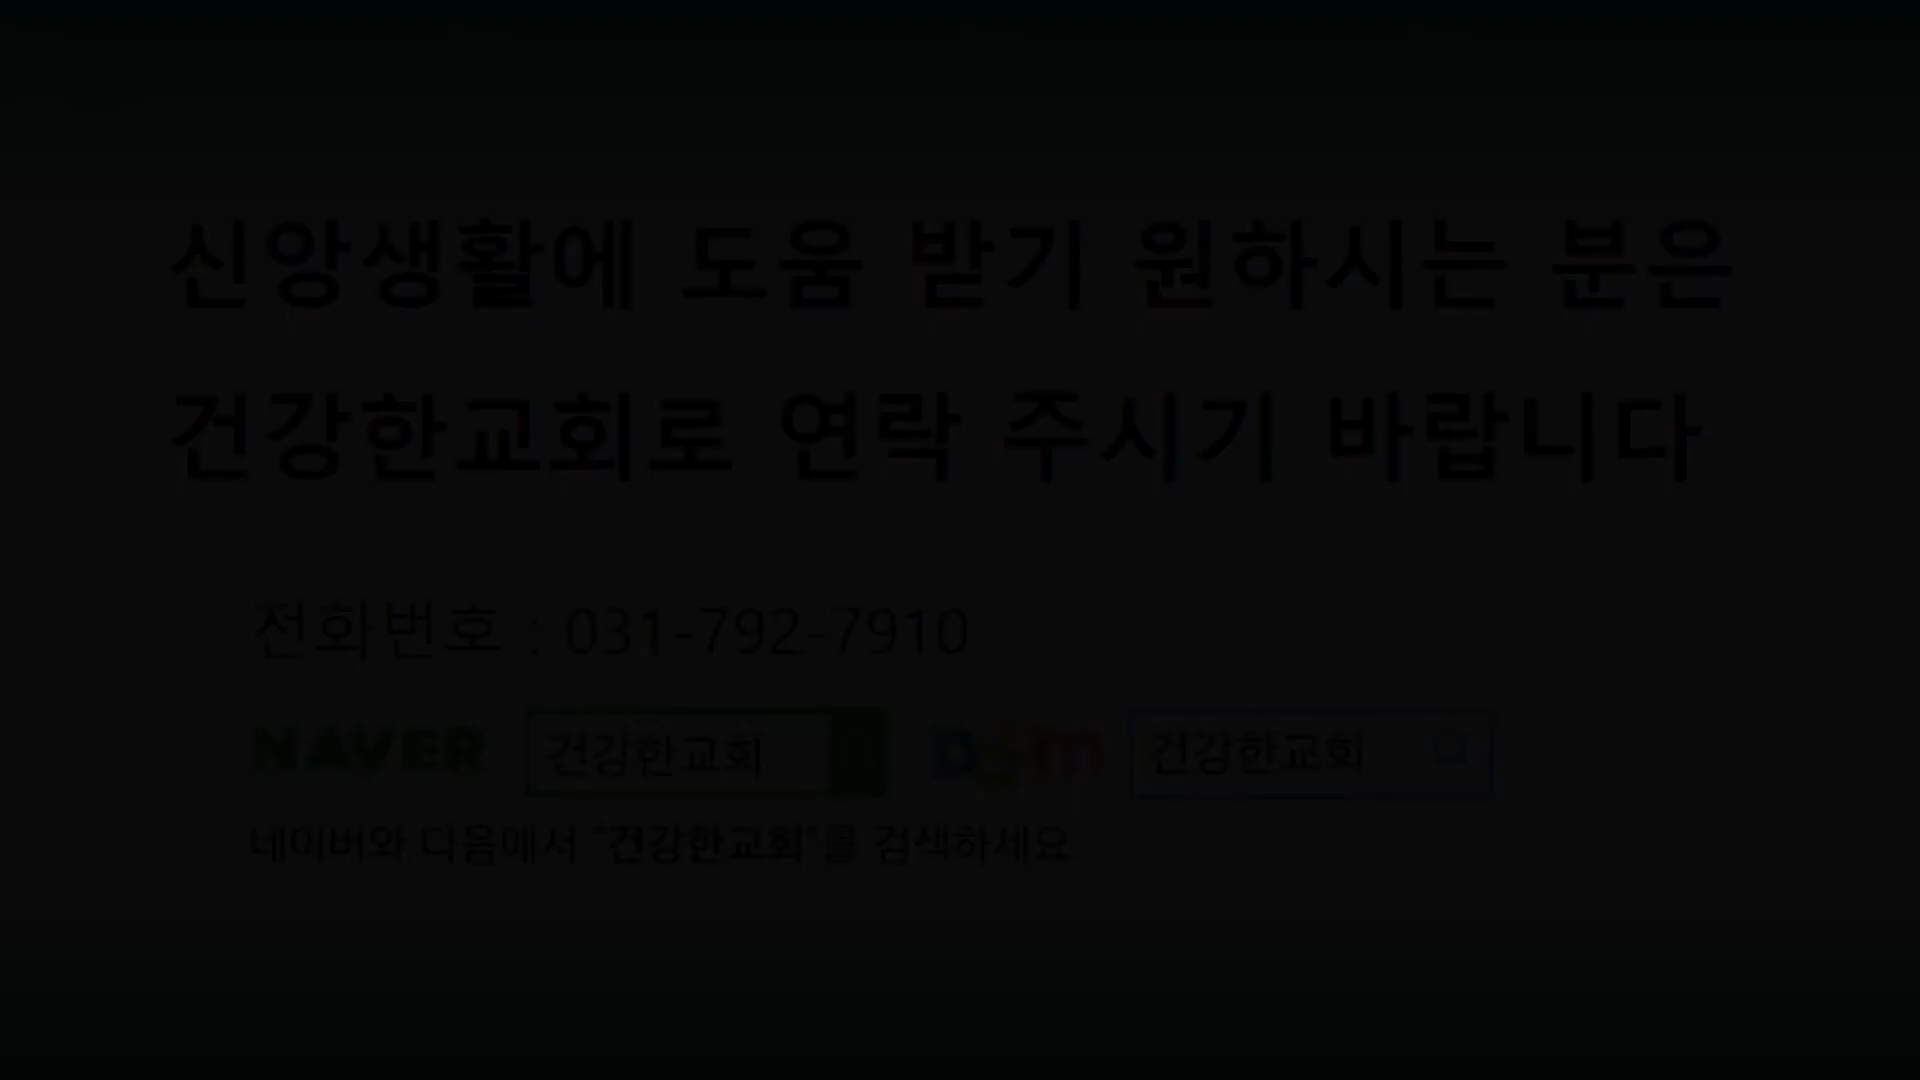 신앙생활에 도움 받기 원하시는 분은
건강한교회로 연락 주시기 바랍니다
전화번호 : 031-792-7910
NAVER 건강한교회 Daum 건강한교회
네이버와 다음에서 "건강한교회"를 검색하세요.